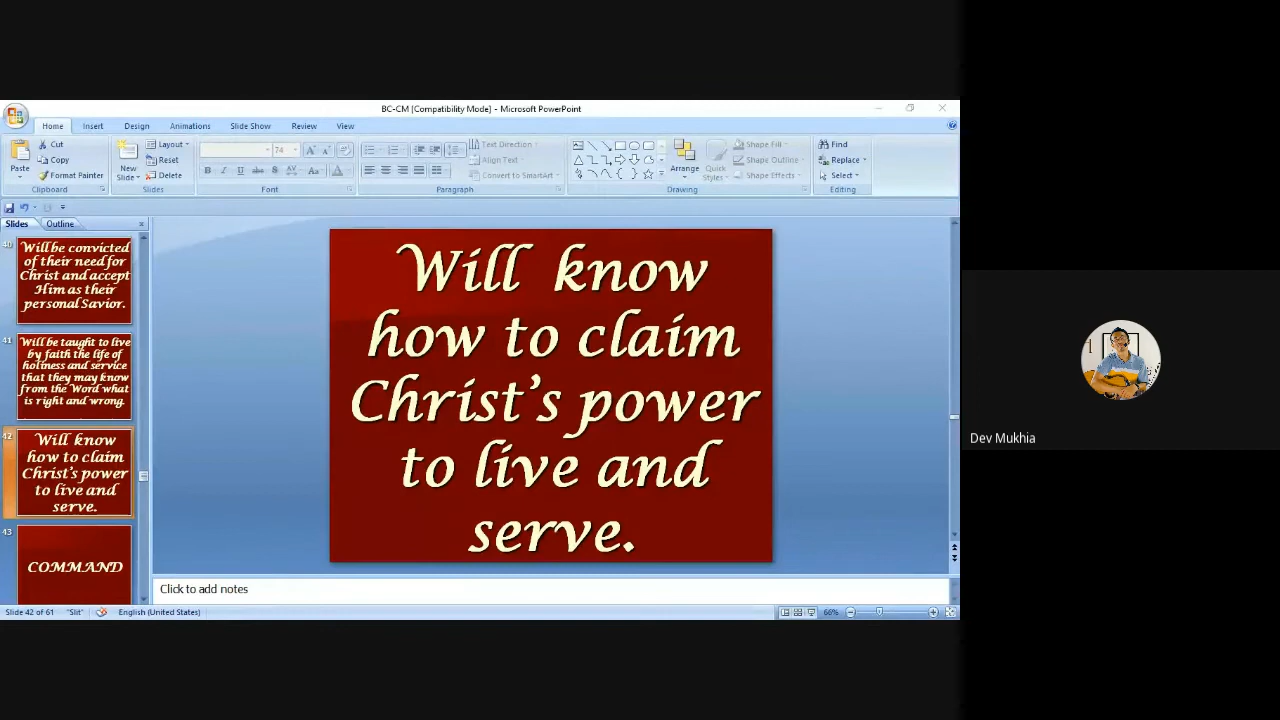 BC-CM [Compatibility Mode] - Microsoft PowerPoint
Home Insert Design Animations Slide Show Review View
Paste
Cut
Copy
Format Painter
Clipboard
New Slide
Layout
Reset
Delete
Slides
74
Font
Text Direction
Align Text
Convert to SmartArt
Paragraph
Arrange
Quick Styles
Shape Fill
Shape Outline
Shape Effects
Drawing
Find
Replace
Select
Editing
Slides Outline
40
Will be convicted
of their need for
Christ and accept
Him as their
personal Savior.
41
Will be taught to live
by faith the life of
holiness and service
that they may know
from the Word what
is right and wrong.
42
Will know
how to claim
Christ's power
to live and
serve.
43
COMMAND
Will know
how to claim
Christ's power
to live and
serve.
Click to add notes
Slide 42 of 61 "Slit" English (United States) 66%
Dev Mukhia